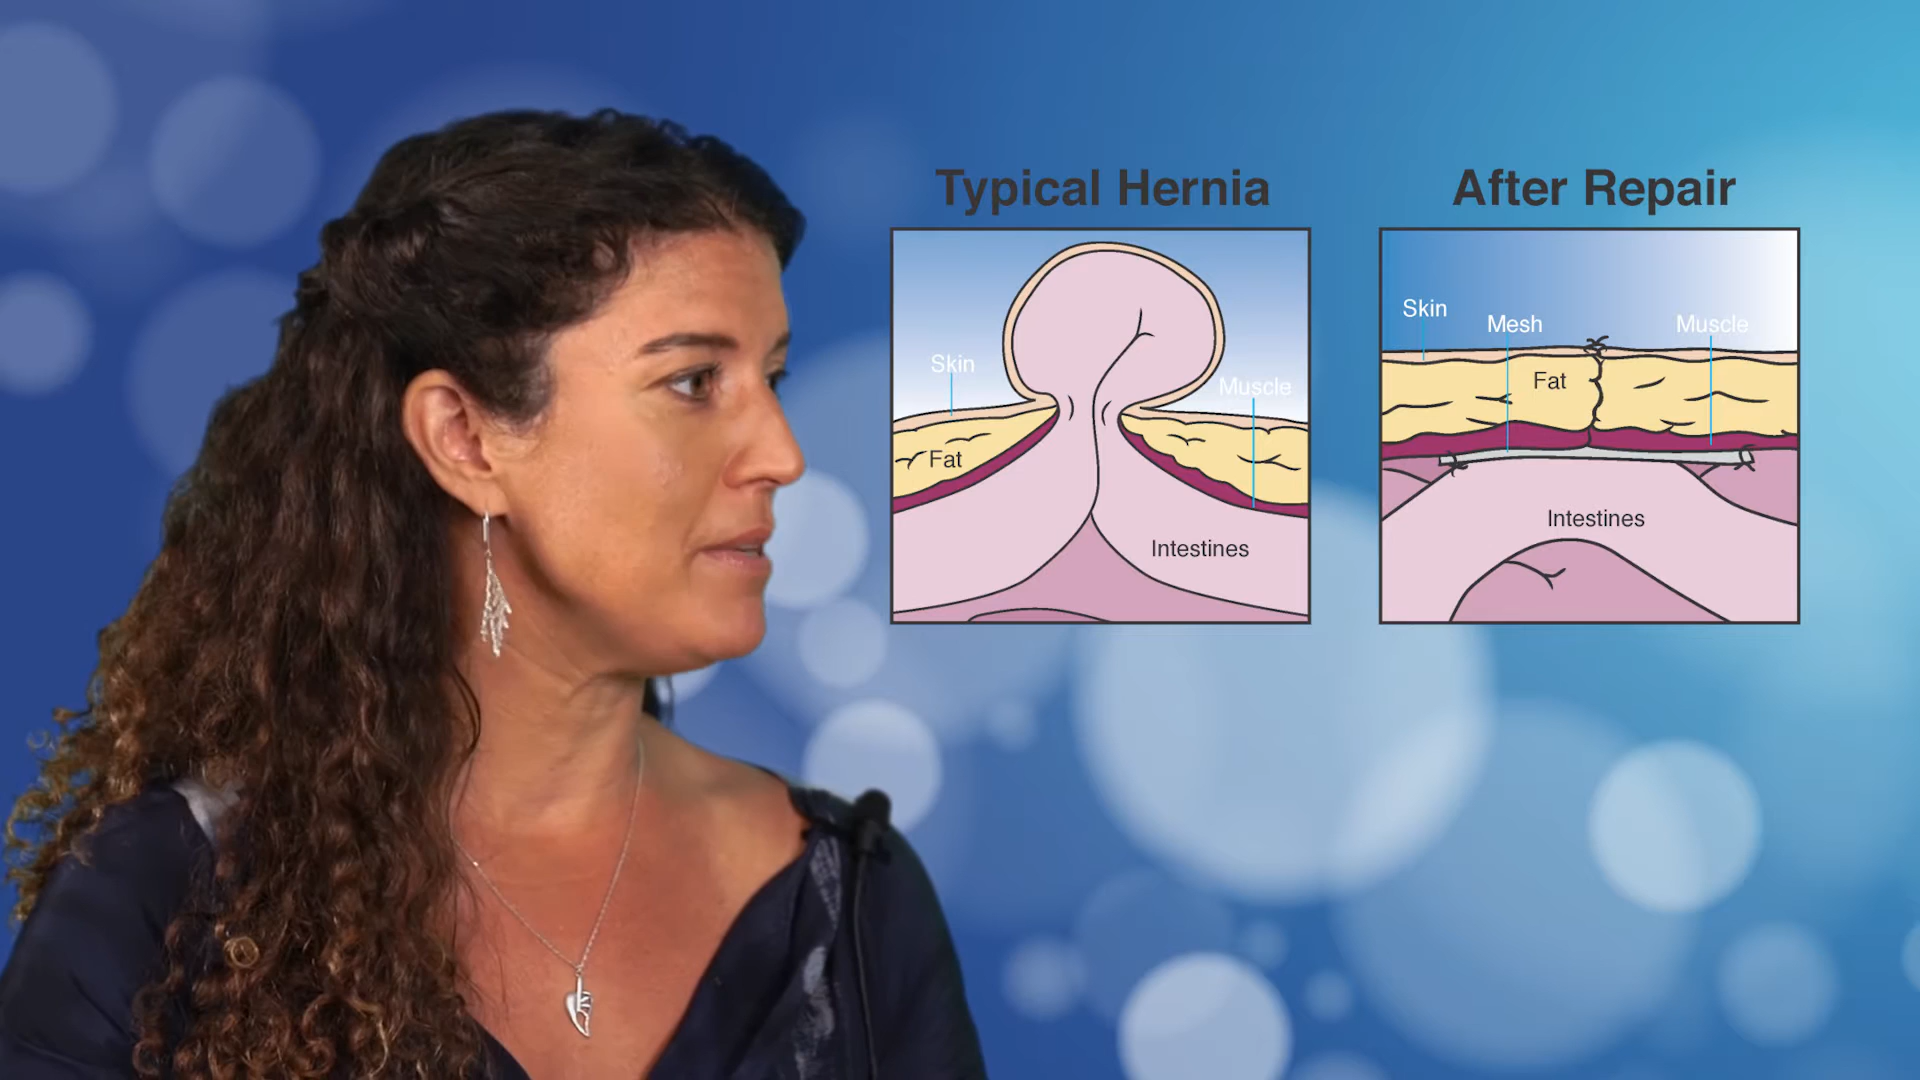 Typical Hernia
Skin
Muscle
Fat
Intestines
After Repair
Skin
Mesh
Muscle
Fat
Intestines